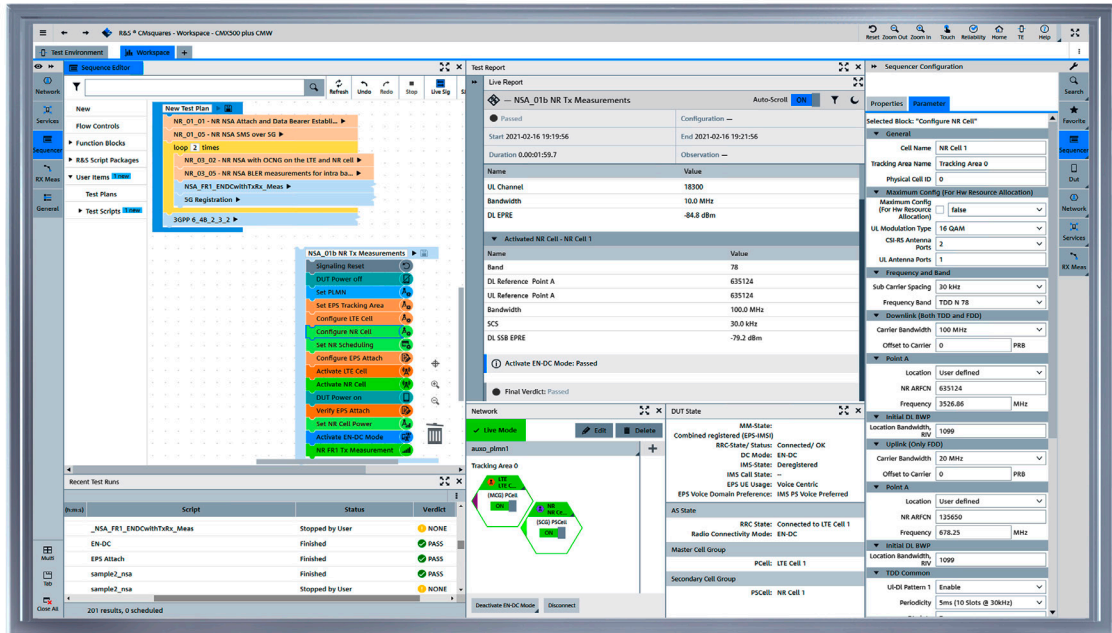 R&S ® CMsquares - Workspace - CMX500 plus CMW
Reset Zoom Out Zoom In Touch Reliability Home TE Help
Test Environment Workspace +
Sequence Editor
Network
Services
Sequencer
RX Meas
General
Refresh Undo Redo Stop Live Sig
New
Flow Controls
Function Blocks
R&S Script Packages
User Items 1 new
Test Plans
Test Scripts 1 new
New Test Plan
NR_01_01 - NR NSA Attach and Data Bearer Establi...
NR_01_05 - NR NSA SMS over SG
loop 2 times
NR_03_02 - NR NSA with OCNG on the LTE and NR cell
NR_03_05 - NR NSA BLER measurements for intra ba...
NSA_FR1_ENDCwithTxRx_Meas
5G Registration
3GPP 6_4B_2_3_2
NSA_01b NR Tx Measurements
Signaling Reset
DUT Power off
Set PLMN
Set EPS Tracking Area
Configure LTE Cell
Configure NR Cell
Set NR Scheduling
Configure EPS Attach
Activate LTE Cell
Activate NR Cell
DUT Power on
Verify EPS Attach
Set NR Cell Power
Activate EN-DC Mode
NR FR1 Tx Measurement
Recent Test Runs
(h:m:s) Script Status Verdict
_NSA_FR1_ENDCwithTxRx_Meas Stopped by User NONE
EN-DC Finished PASS
EPS Attach Finished PASS
sample2_nsa Finished PASS
sample2_nsa Stopped by User NONE
201 results, 0 scheduled
Multi
Tab
Close All
Test Report
Live Report
— NSA_01b NR Tx Measurements Auto-Scroll ON
Passed Configuration —
Start 2021-02-16 19:19:56 End 2021-02-16 19:21:56
Duration 0.00:01:59.7 Observation —
Name Value
UL Channel 18300
Bandwidth 10.0 MHz
DL EPRE -84.8 dBm
Activated NR Cell - NR Cell 1
Name Value
Band 78
DL Reference Point A 635124
UL Reference Point A 635124
Bandwidth 100.0 MHz
SCS 30.0 kHz
DL SSB EPRE -79.2 dBm
Activate EN-DC Mode: Passed
Final Verdict: Passed
Network
Live Mode Edit Delete
auxo_plmn1 +
Tracking Area 0
LTE
LTE C...
(MCG) PCell
ON
NR
NR Ce...
(SCG) PSCell
ON
Deactivate EN-DC Mode Disconnect
DUT State
MM-State:
Combined registered (EPS-IMSI)
RRC-State/ Status: Connected/ OK
DC Mode: EN-DC
IMS-State: Deregistered
IMS Call State: --
EPS UE Usage: Voice Centric
EPS Voice Domain Preference: IMS PS Voice Preferred
AS State
RRC State: Connected to LTE Cell 1
Radio Connectivity Mode: EN-DC
Master Cell Group
PCell: LTE Cell 1
Secondary Cell Group
PSCell: NR Cell 1
Sequencer Configuration
Properties Parameter
Selected Block: "Configure NR Cell"
General
Cell Name NR Cell 1
Tracking Area Name Tracking Area 0
Physical Cell ID 0
Maximum Config (For Hw Resource Allocation)
Maximum Config
(For Hw Resource
Allocation) false
UL Modulation Type 16 QAM
CSI-RS Antenna
Ports 2
UL Antenna Ports 1
Frequency and Band
Sub Carrier Spacing 30 kHz
Frequency Band TDD N 78
Downlink (Both TDD and FDD)
Carrier Bandwidth 100 MHz
Offset to Carrier 0 PRB
Point A
Location User defined
NR ARFCN 635124
Frequency 3526.86 MHz
Initial DL BWP
Location Bandwidth,
RIV 1099
Uplink (Only FDD)
Carrier Bandwidth 20 MHz
Offset to Carrier 0 PRB
Point A
Location User defined
NR ARFCN 135650
Frequency 678.25 MHz
Initial DL BWP
Location Bandwidth,
RIV 1099
TDD Common
Ul-Dl Pattern 1 Enable
Periodicity 5ms (10 Slots @ 30kHz)
Search
Favorite
Sequencer
Dut
Network
Services
RX Meas